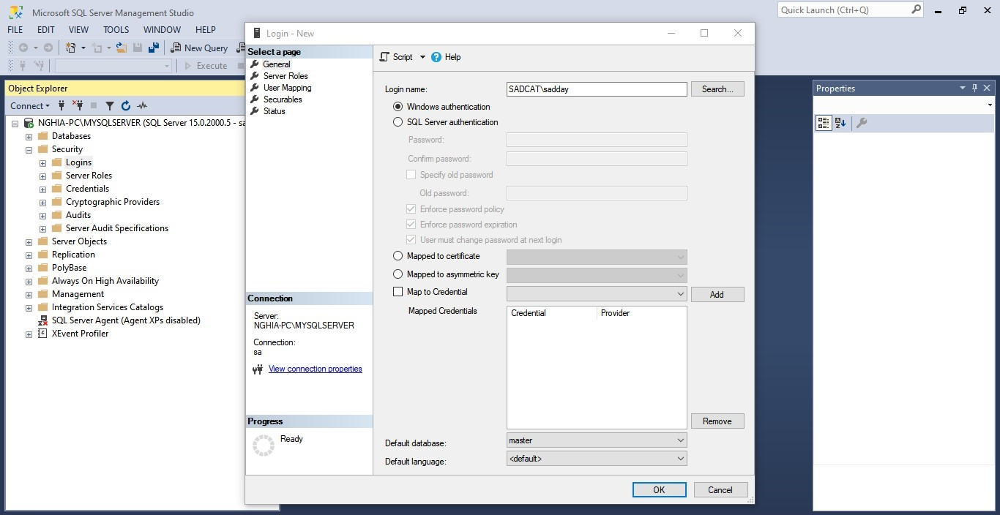 Microsoft SQL Server Management Studio
Quick Launch (Ctrl+Q)
FILE EDIT VIEW TOOLS WINDOW HELP
New Query
Execute
Object Explorer
Connect
NGHIA-PC\MYSQLSERVER (SQL Server 15.0.2000.5 - sa
Databases
Security
Logins
Server Roles
Credentials
Cryptographic Providers
Audits
Server Audit Specifications
Server Objects
Replication
PolyBase
Always On High Availability
Management
Integration Services Catalogs
SQL Server Agent (Agent XPs disabled)
XEvent Profiler
Login - New
Select a page
General
Server Roles
User Mapping
Securables
Status
Connection
Server:
NGHIA-PC\MYSQLSERVER
Connection:
sa
View connection properties
Progress
Ready
Script Help
Login name: SADCAT\sadday Search...
Windows authentication
SQL Server authentication
Password:
Confirm password:
Specify old password
Old password:
Enforce password policy
Enforce password expiration
User must change password at next login
Mapped to certificate
Mapped to asymmetric key
Map to Credential Add
Mapped Credentials Credential Provider
Remove
Default database: master
Default language: <default>
OK Cancel
Properties